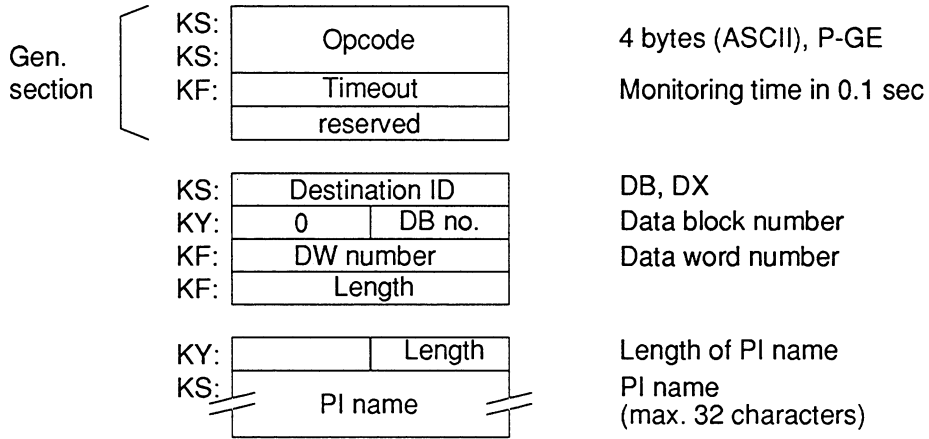 KS:
Opcode
4 bytes (ASCII), P-GE
Gen.
KS:
section
KF:
Timeout
Monitoring time in 0.1 sec
reserved
KS:
Destination ID
DB, DX
KY:
0
DB no.
Data block number
KF:
DW number
Data word number
KF:
Length
KY:
Length
Length of PI name
KS:
PI name
PI name
(max. 32 characters)